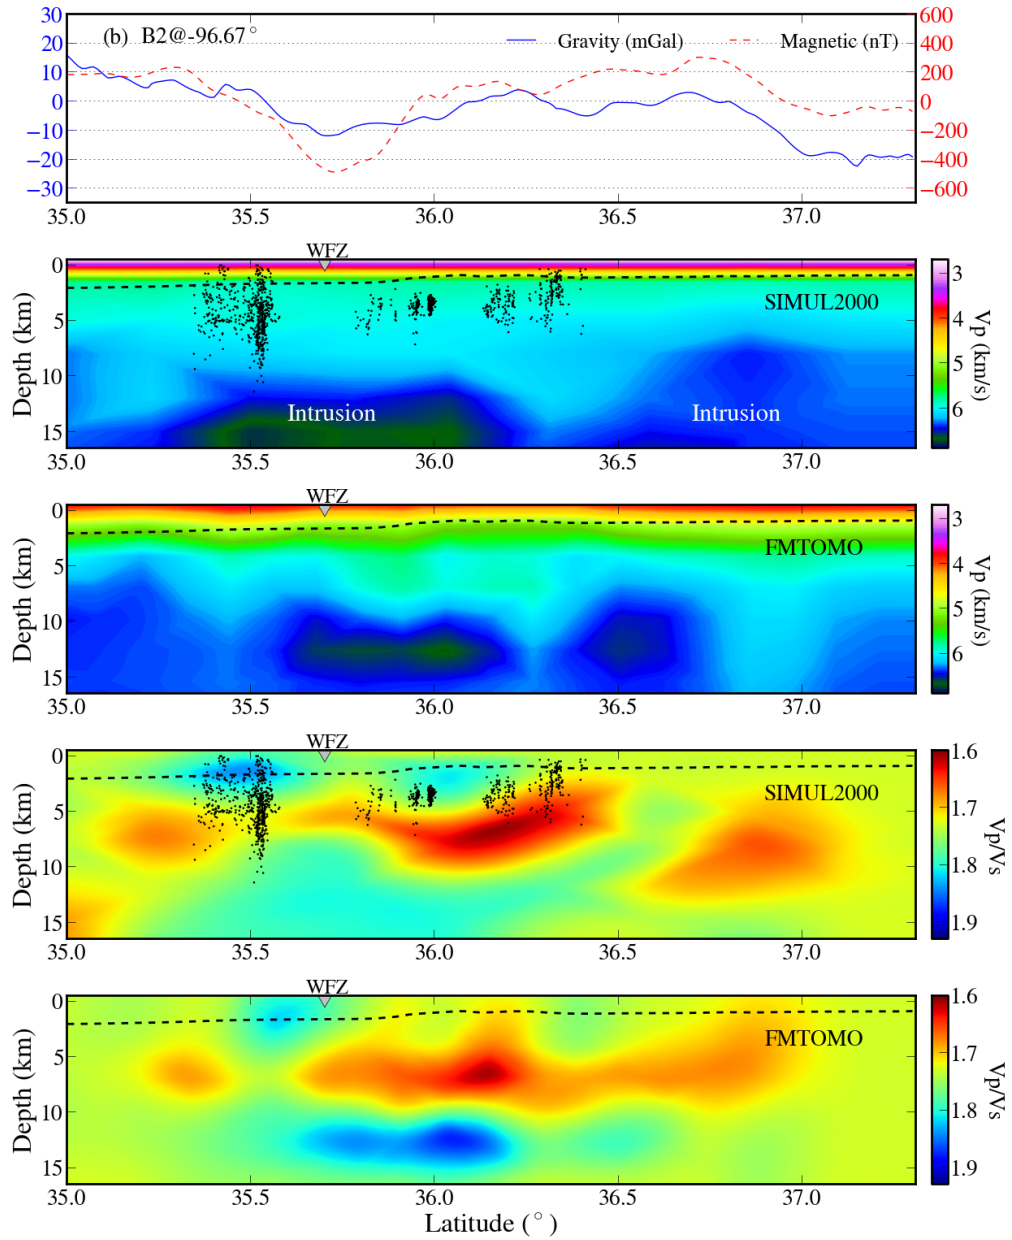 (b) B2@-96.67°
Gravity (mGal)
Magnetic (nT)
30
20
10
0
−10
−20
−30
600
400
200
0
−200
−400
−600
35.0 35.5 36.0 36.5 37.0
WFZ
SIMUL2000
Intrusion Intrusion
Depth (km)
0
5
10
15
35.0 35.5 36.0 36.5 37.0
3
4
5
6
Vp (km/s)
WFZ
FMTOMO
Depth (km)
0
5
10
15
35.0 35.5 36.0 36.5 37.0
3
4
5
6
Vp (km/s)
WFZ
SIMUL2000
Depth (km)
0
5
10
15
35.0 35.5 36.0 36.5 37.0
1.6
1.7
1.8
1.9
Vp/Vs
WFZ
FMTOMO
Depth (km)
0
5
10
15
35.0 35.5 36.0 36.5 37.0
1.6
1.7
1.8
1.9
Vp/Vs
Latitude (°)